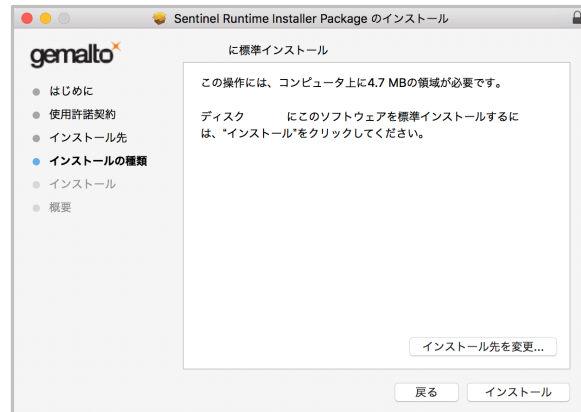 Sentinel Runtime Installer Package のインストール
gemalto
に標準インストール
はじめに
使用許諾契約
インストール先
インストールの種類
インストール
概要
この操作には、コンピュータ上に4.7 MBの領域が必要です。
ディスク にこのソフトウェアを標準インストールするに
は、“インストール”をクリックしてください。
インストール先を変更...
戻る インストール